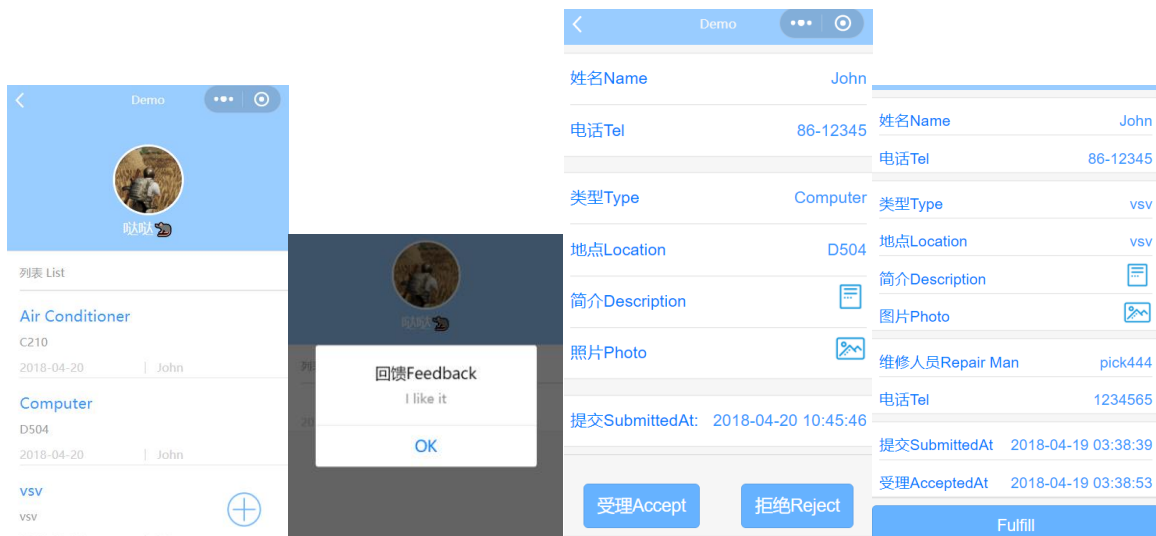 Demo
哒哒
列表 List
Air Conditioner
C210
2018-04-20 | John
Computer
D504
2018-04-20 | John
vsv
vsv
哒哒
列
20
回馈Feedback
I like it
OK
Demo
姓名Name John
电话Tel 86-12345
类型Type Computer
地点Location D504
简介Description
照片Photo
提交SubmittedAt: 2018-04-20 10:45:46
受理Accept 拒绝Reject
姓名Name John
电话Tel 86-12345
类型Type vsv
地点Location vsv
简介Description
图片Photo
维修人员Repair Man pick444
电话Tel 1234565
提交SubmittedAt 2018-04-19 03:38:39
受理AcceptedAt 2018-04-19 03:38:53
Fulfill